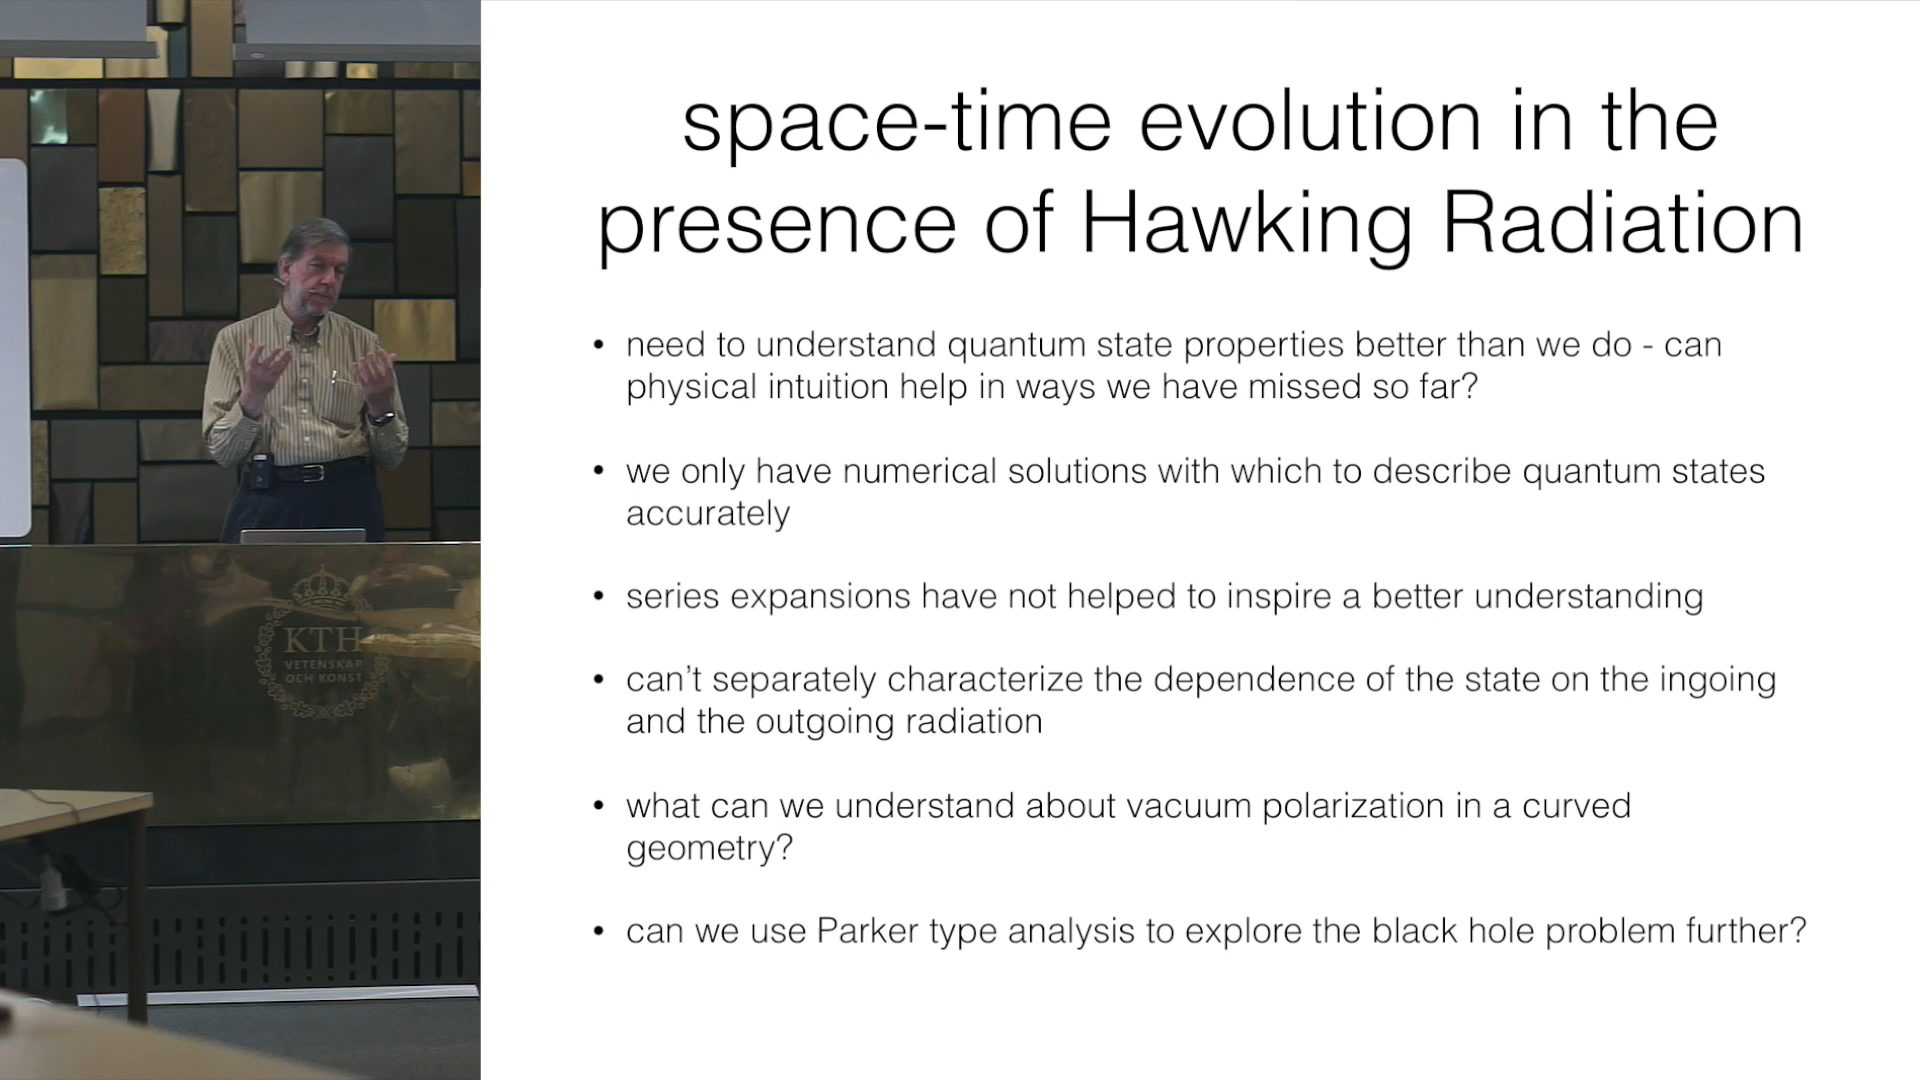 space-time evolution in the
presence of Hawking Radiation
• need to understand quantum state properties better than we do - can
physical intuition help in ways we have missed so far?
• we only have numerical solutions with which to describe quantum states
accurately
• series expansions have not helped to inspire a better understanding
• can't separately characterize the dependence of the state on the ingoing
and the outgoing radiation
• what can we understand about vacuum polarization in a curved
geometry?
• can we use Parker type analysis to explore the black hole problem further?
KTH
VETENSKAP
OCH KONST